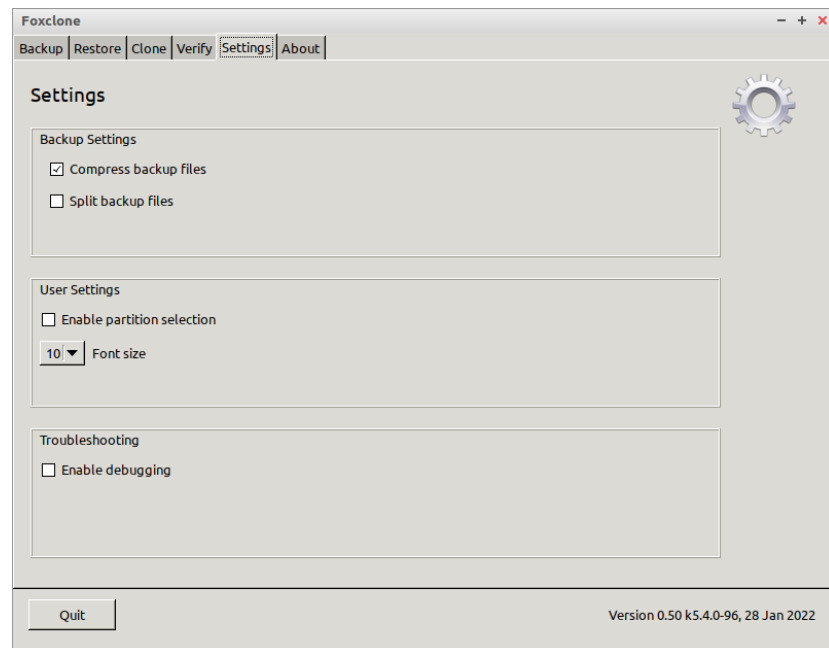 Foxclone
Backup Restore Clone Verify Settings About
Settings
Backup Settings
Compress backup files
Split backup files
User Settings
Enable partition selection
10 Font size
Troubleshooting
Enable debugging
Quit
Version 0.50 k5.4.0-96, 28 Jan 2022